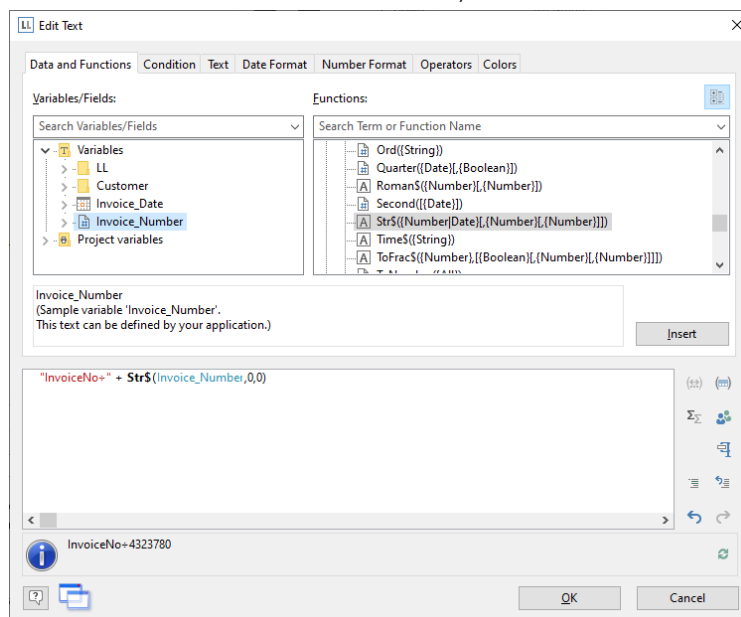 LL Edit Text
Data and Functions Condition Text Date Format Number Format Operators Colors
Variables/Fields:
Functions:
Search Variables/Fields
Search Term or Function Name
Variables
LL
Customer
Invoice_Date
Invoice_Number
Project variables
Ord({String})
Quarter({Date}[,{Boolean}])
Roman$({Number}[,{Number}])
Second([{Date}])
Str$({Number|Date}[,{Number}[,{Number}]])
Time$({String})
ToFrac$({Number},[{Boolean}[,{Number}[,{Number}]]])
Invoice_Number
(Sample variable 'Invoice_Number'.
This text can be defined by your application.)
Insert
"InvoiceNo÷" + Str$(Invoice_Number,0,0)
InvoiceNo÷4323780
OK Cancel